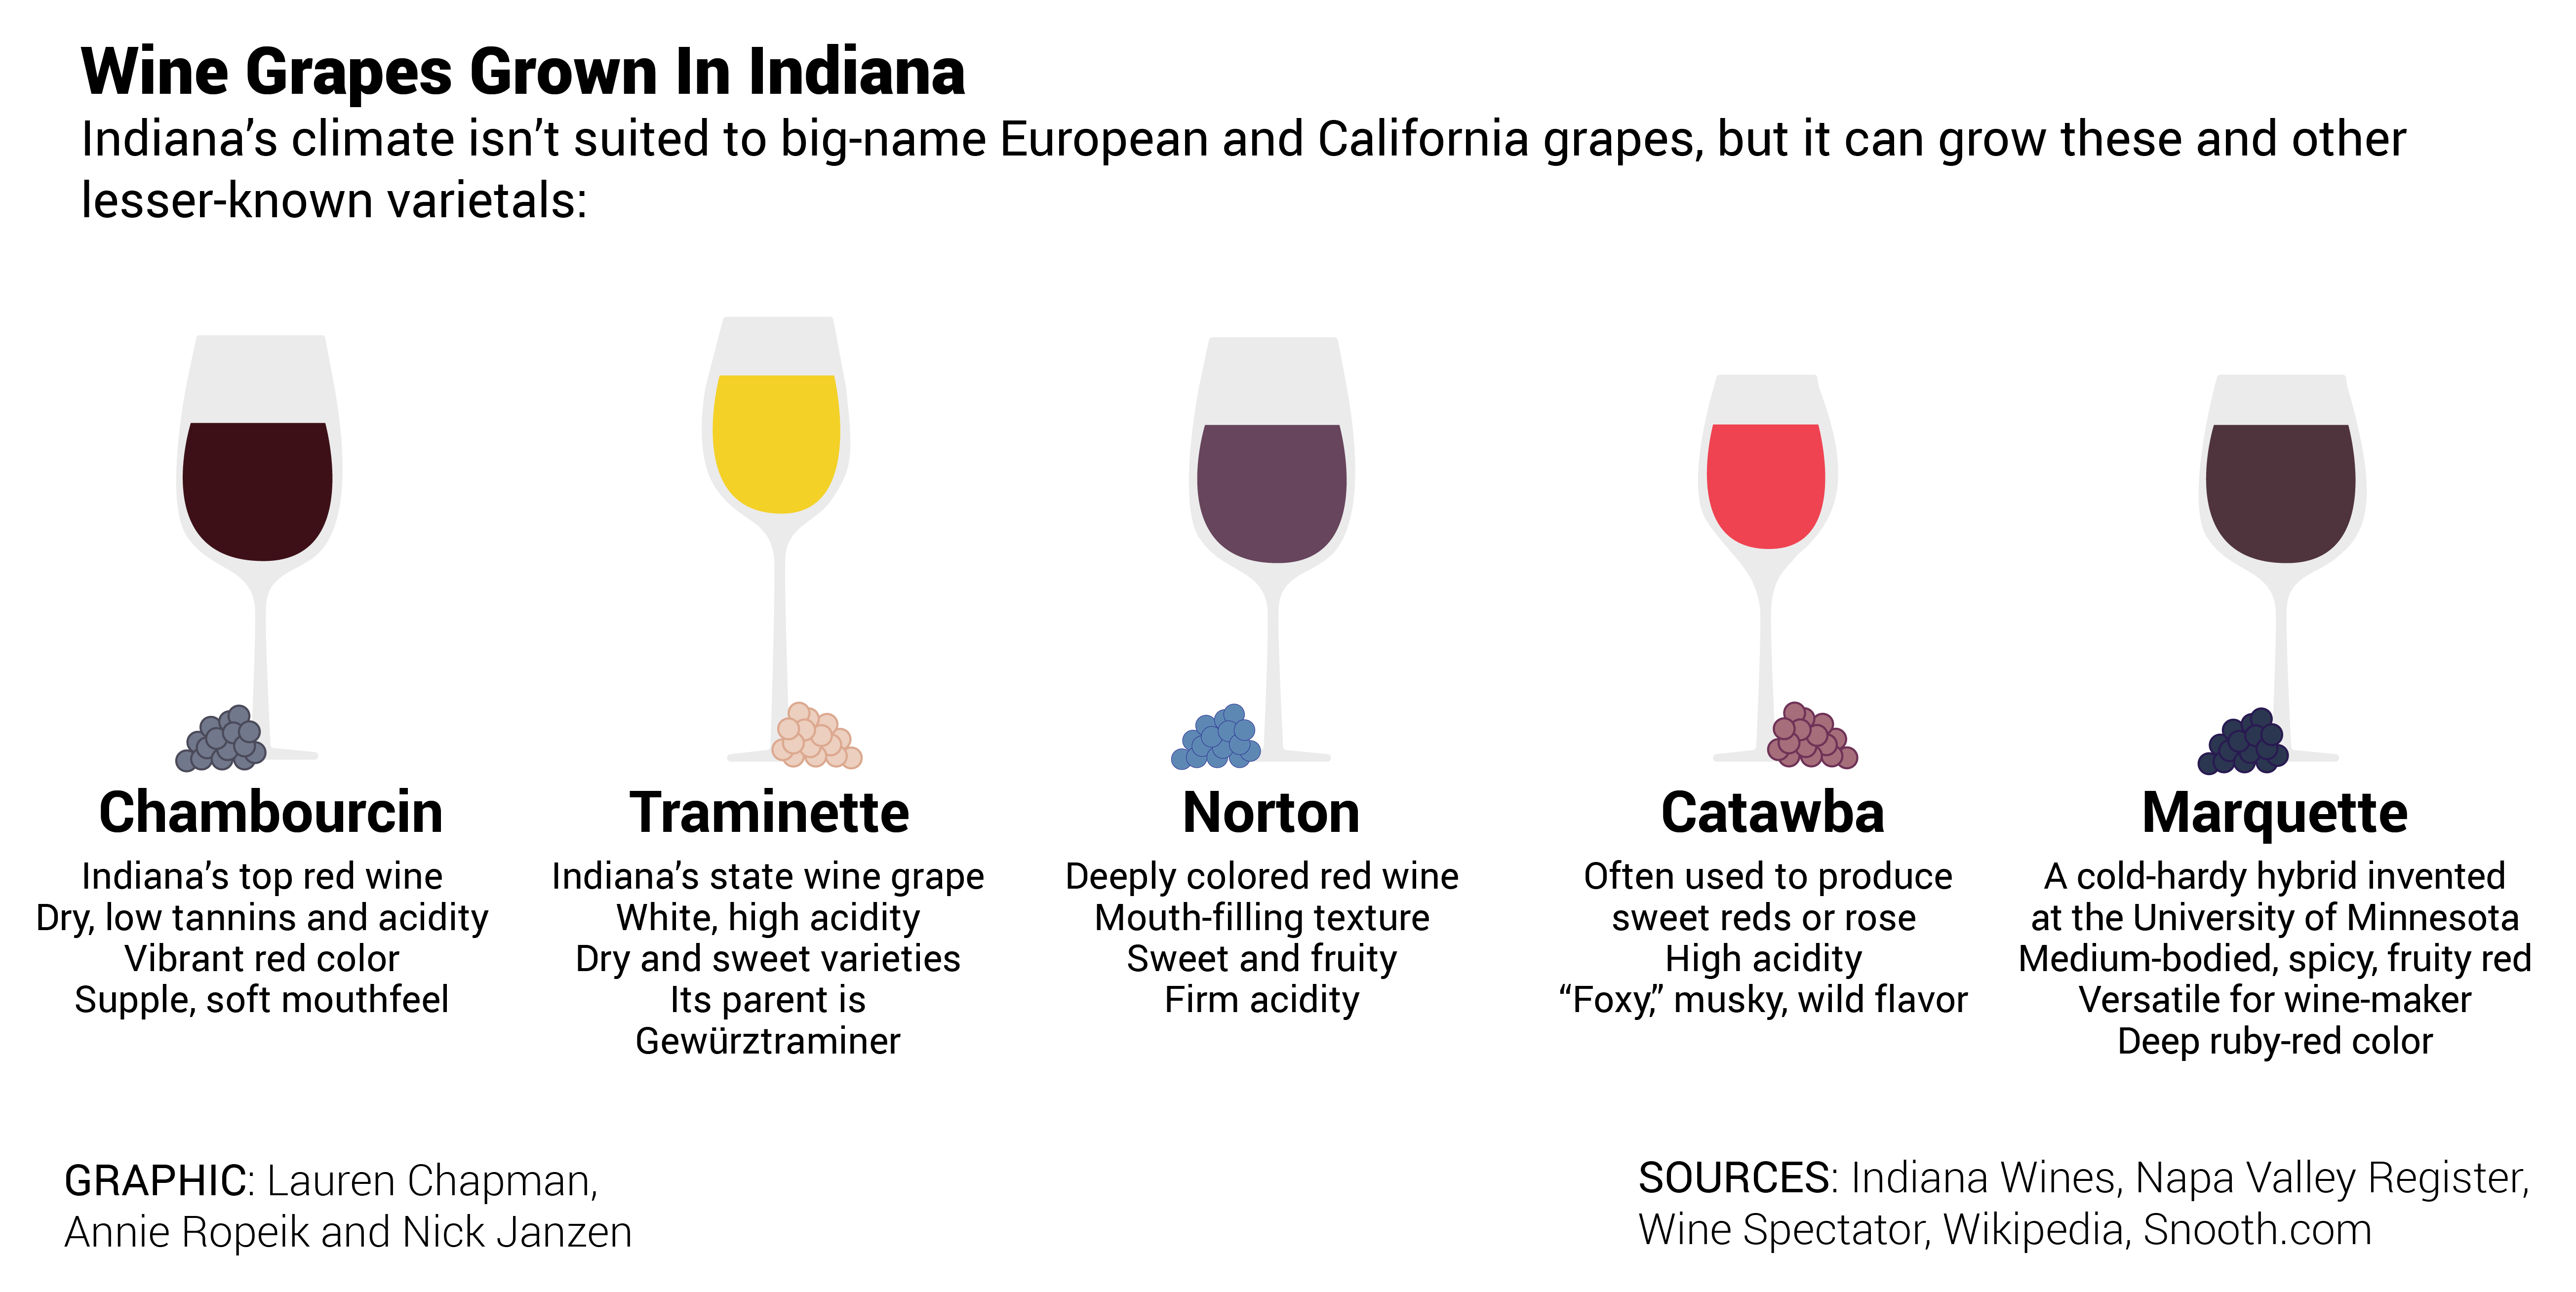 Wine Grapes Grown In Indiana
Indiana’s climate isn’t suited to big-name European and California grapes, but it can grow these and other
lesser-known varietals:
Chambourcin
Indiana’s top red wine
Dry, low tannins and acidity
Vibrant red color
Supple, soft mouthfeel
Traminette
Indiana’s state wine grape
White, high acidity
Dry and sweet varieties
Its parent is
Gewürztraminer
Norton
Deeply colored red wine
Mouth-filling texture
Sweet and fruity
Firm acidity
Catawba
Often used to produce
sweet reds or rose
High acidity
“Foxy,” musky, wild flavor
Marquette
A cold-hardy hybrid invented
at the University of Minnesota
Medium-bodied, spicy, fruity red
Versatile for wine-maker
Deep ruby-red color
GRAPHIC: Lauren Chapman,
Annie Ropeik and Nick Janzen
SOURCES: Indiana Wines, Napa Valley Register,
Wine Spectator, Wikipedia, Snooth.com